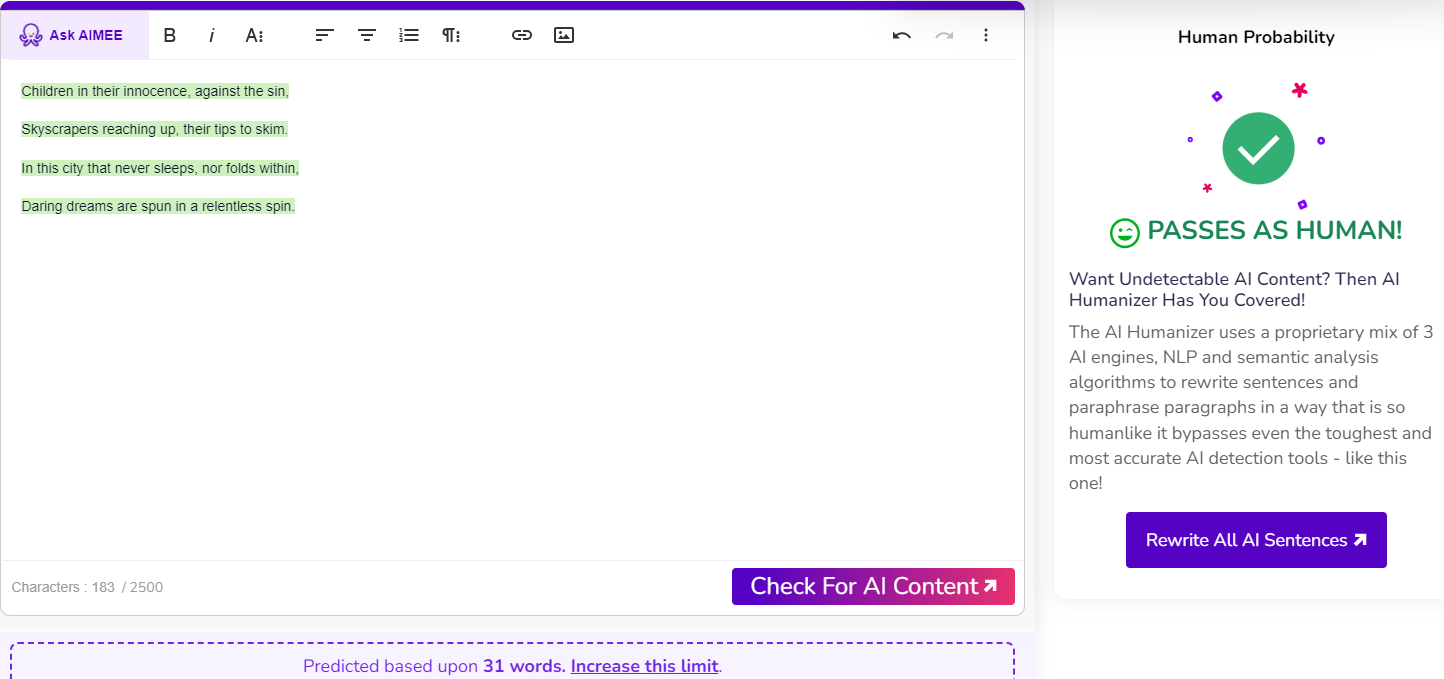 Ask AIMEE
B
i
A
Human Probability
Children in their innocence, against the sin,
Skyscrapers reaching up, their tips to skim.
In this city that never sleeps, nor folds within,
Daring dreams are spun in a relentless spin.
PASSES AS HUMAN!
Want Undetectable AI Content? Then AI
Humanizer Has You Covered!
The AI Humanizer uses a proprietary mix of 3
AI engines, NLP and semantic analysis
algorithms to rewrite sentences and
paraphrase paragraphs in a way that is so
humanlike it bypasses even the toughest and
most accurate AI detection tools - like this
one!
Rewrite All AI Sentences
Characters : 183 / 2500
Check For AI Content
Predicted based upon 31 words. Increase this limit.